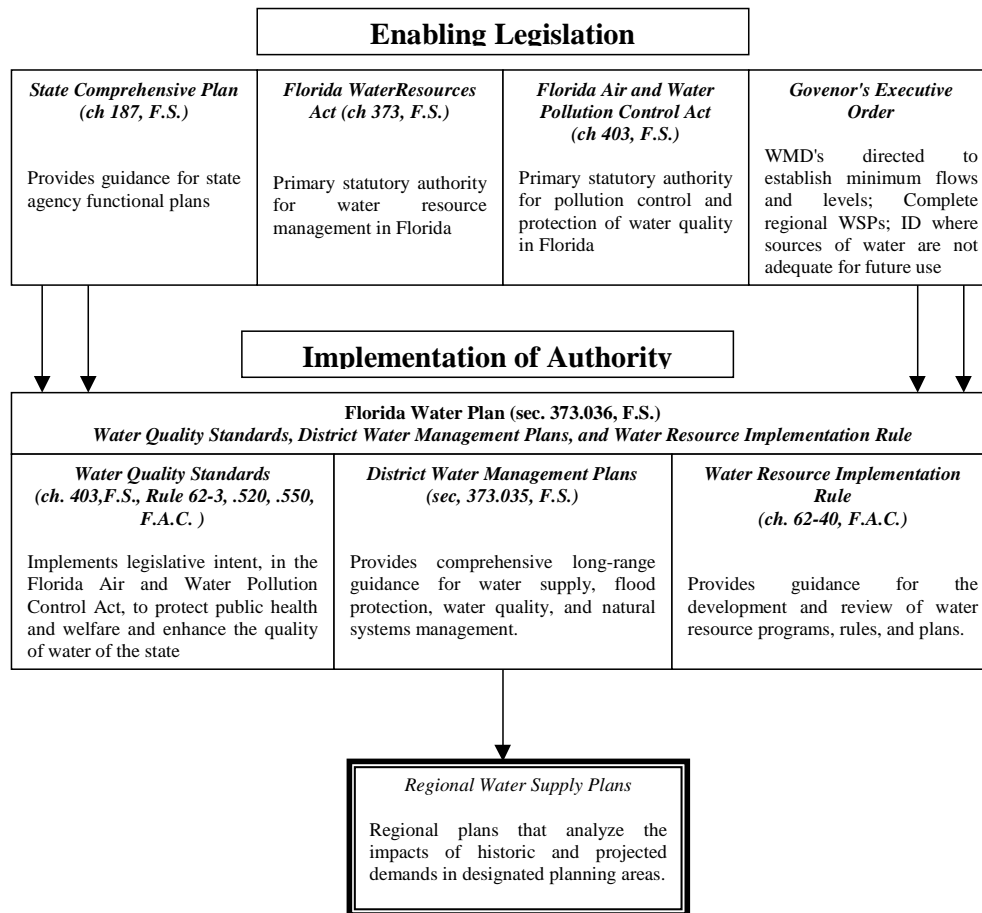 Enabling Legislation
State Comprehensive Plan
(ch 187, F.S.)
Provides guidance for state
agency functional plans
Florida WaterResources
Act (ch 373, F.S.)
Primary statutory authority
for water resource
management in Florida
Florida Air and Water
Pollution Control Act
(ch 403, F.S.)
Primary statutory authority
for pollution control and
protection of water quality
in Florida
Govenor's Executive
Order
WMD's directed to
establish minimum flows
and levels; Complete
regional WSPs; ID where
sources of water are not
adequate for future use
Implementation of Authority
Florida Water Plan (sec. 373.036, F.S.)
Water Quality Standards, District Water Management Plans, and Water Resource Implementation Rule
Water Quality Standards
(ch. 403,F.S., Rule 62-3, .520, .550,
F.A.C. )
Implements legislative intent, in the
Florida Air and Water Pollution
Control Act, to protect public health
and welfare and enhance the quality
of water of the state
District Water Management Plans
(sec, 373.035, F.S.)
Provides comprehensive long-range
guidance for water supply, flood
protection, water quality, and natural
systems management.
Water Resource Implementation
Rule
(ch. 62-40, F.A.C.)
Provides guidance for the
development and review of water
resource programs, rules, and plans.
Regional Water Supply Plans
Regional plans that analyze the
impacts of historic and projected
demands in designated planning areas.